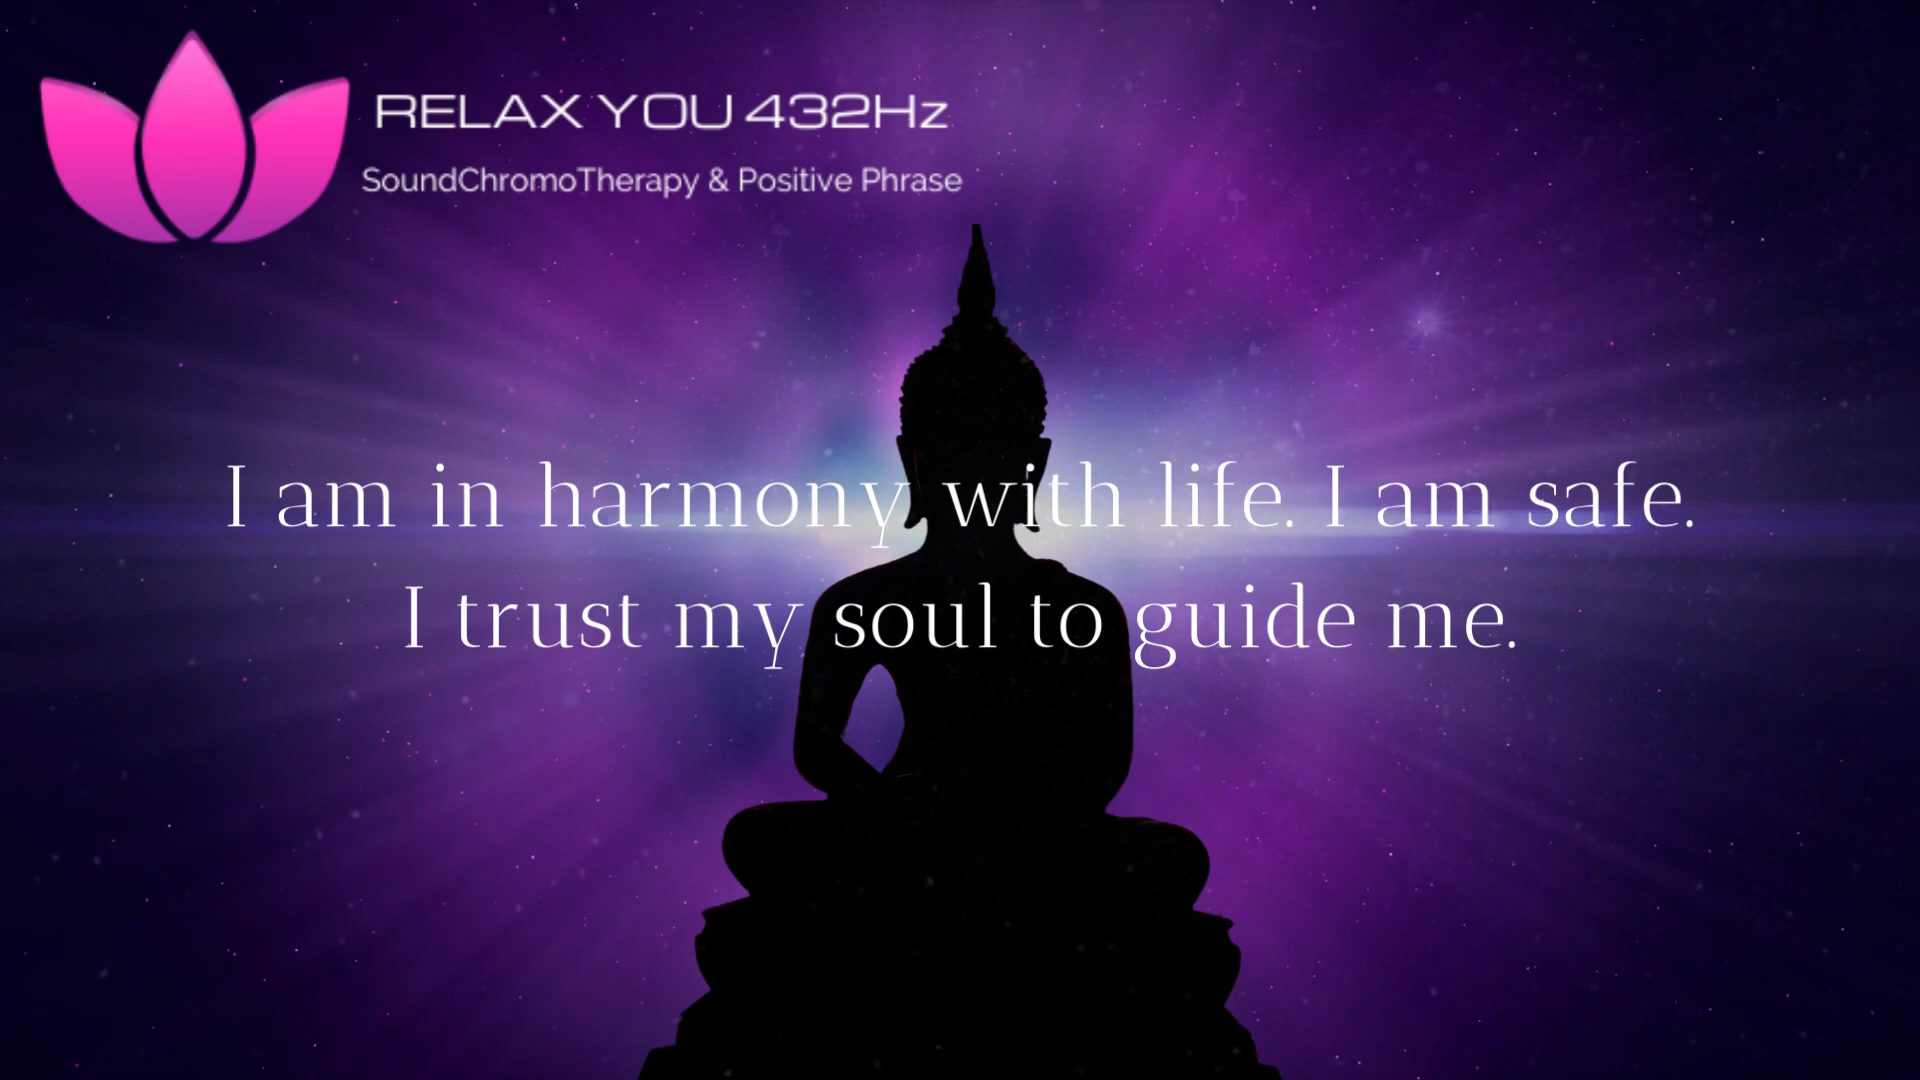 RELAX YOU 432Hz
SoundChromoTherapy & Positive Phrase
I am in harmony with life. I am safe.
I trust my soul to guide me.